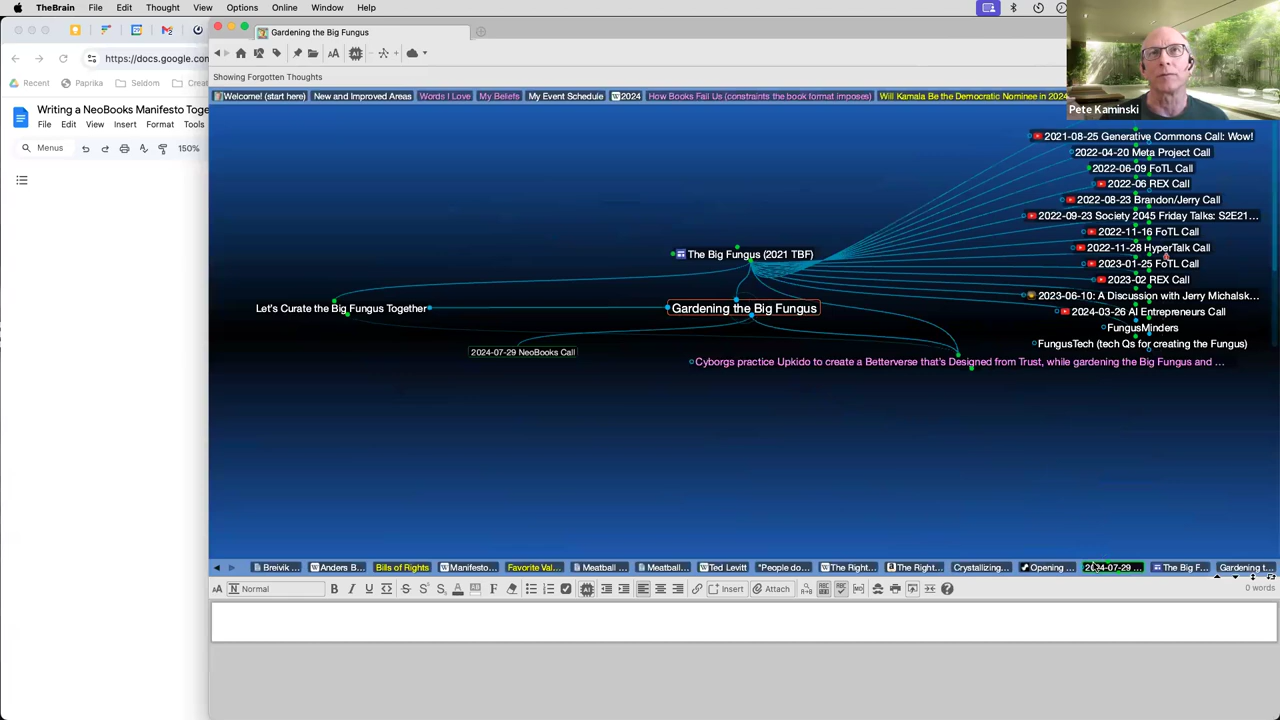 TheBrain File Edit Thought View Options Online Window Help
Gardening the Big Fungus
https://docs.google.com
Recent Paprika Seldom
Showing Forgotten Thoughts
Pete Kaminski
Welcome! (start here) New and Improved Areas Words I Love My Beliefs My Event Schedule 2024 How Books Fail Us (constraints the book format imposes) Will Kamala Be the Democratic Nominee in 2024
Writing a NeoBooks Manifesto Toge
File Edit View Insert Format Tools
Menus 150%
2021-08-25 Generative Commons Call: Wow!
2022-04-20 Meta Project Call
2022-06-09 FoTL Call
2022-06 REX Call
2022-08-23 Brandon/Jerry Call
2022-09-23 Society 2045 Friday Talks: S2E21...
2022-11-16 FoTL Call
2022-11-28 HyperTalk Call
The Big Fungus (2021 TBF)
2023-01-25 FoTL Call
2023-02 REX Call
2023-06-10: A Discussion with Jerry Michalsk...
Let's Curate the Big Fungus Together
Gardening the Big Fungus
2024-03-26 AI Entrepreneurs Call
FungusMinders
FungusTech (tech Qs for creating the Fungus)
2024-07-29 NeoBooks Call
Cyborgs practice Upkido to create a Betterverse that's Designed from Trust, while gardening the Big Fungus and ...
Breivik ... Anders B... Bills of Rights Manifesto... Favorite Val... Meatball ... Meatball... Ted Levitt "People do... The Right... The Right... Crystallizing... Opening ... 2024-07-29 ... The Big F... Gardening t...
Normal B I U S Insert Attach 0 words